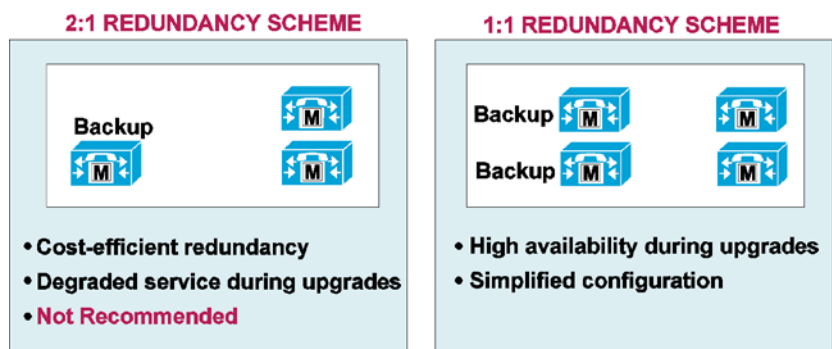 2:1 REDUNDANCY SCHEME
Backup
M
M
M
• Cost-efficient redundancy
• Degraded service during upgrades
• Not Recommended
1:1 REDUNDANCY SCHEME
Backup
M
M
Backup
M
M
• High availability during upgrades
• Simplified configuration